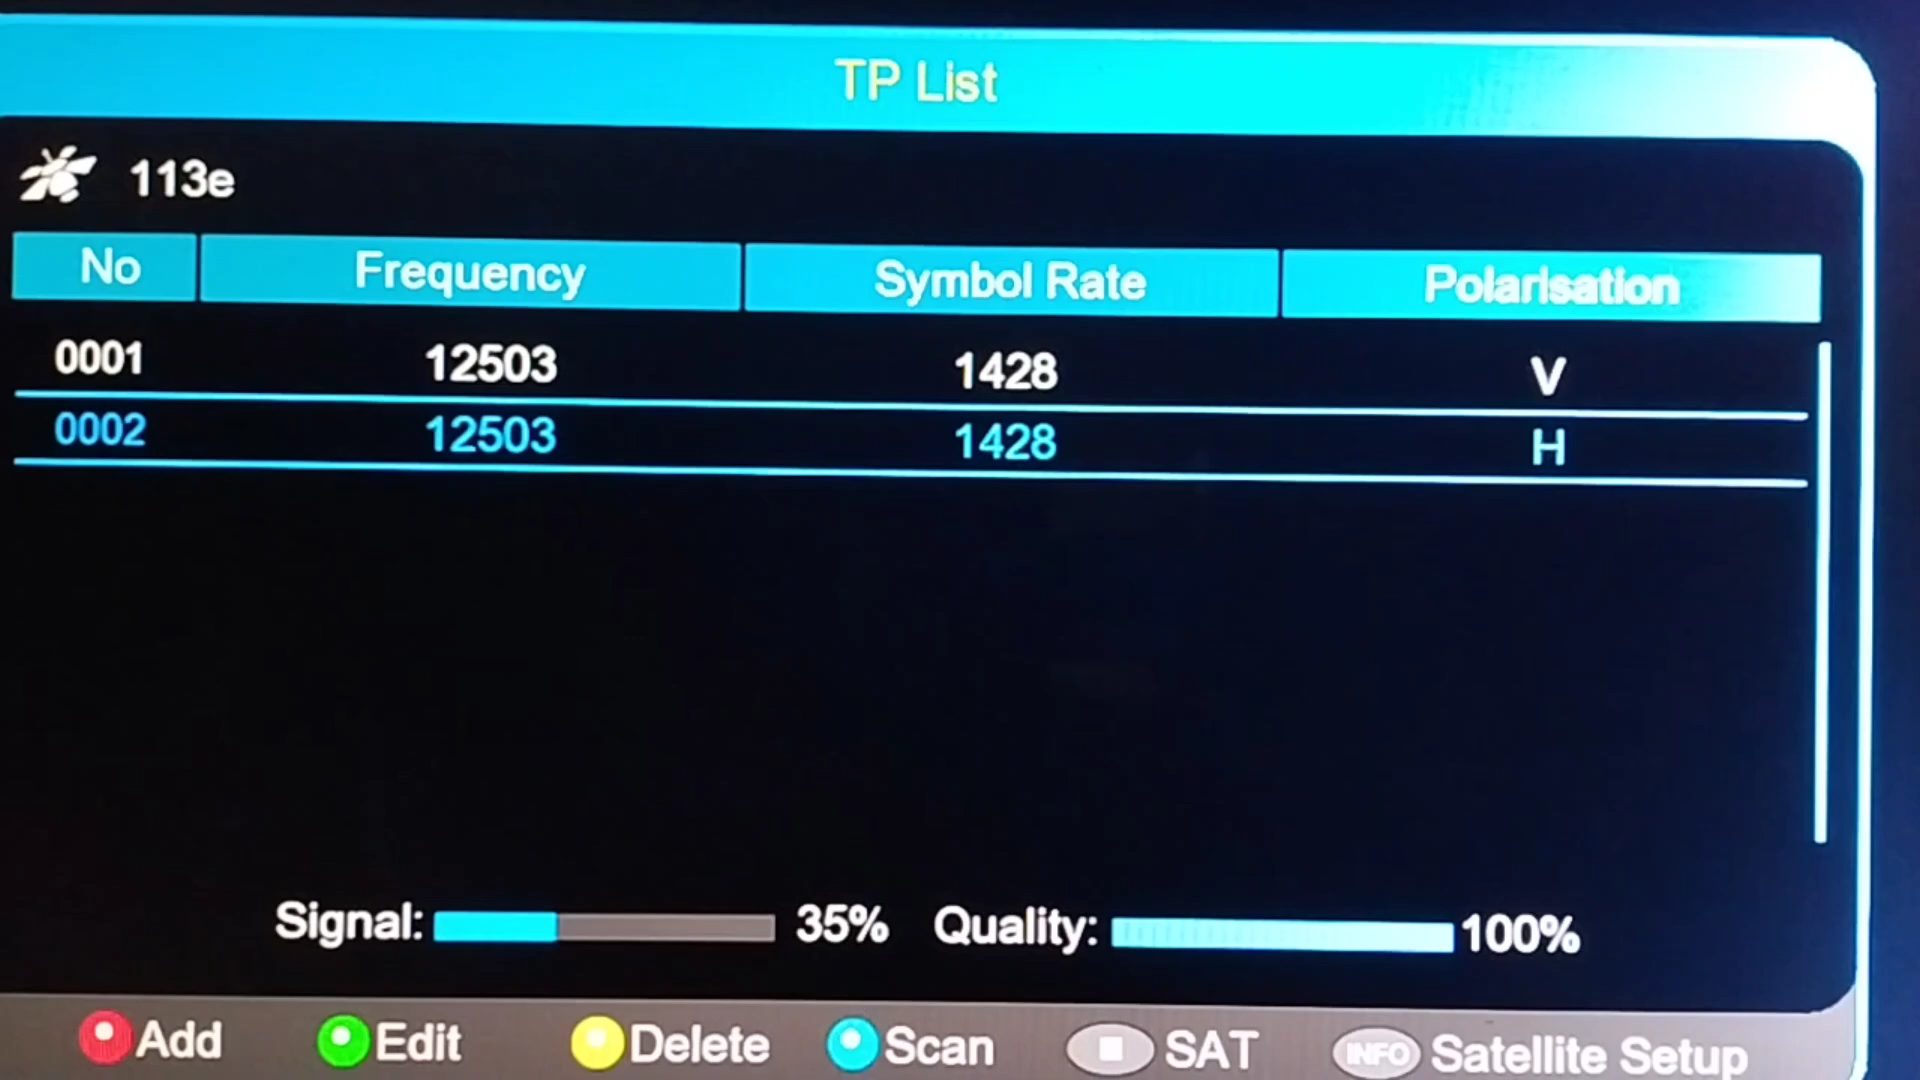 TP List
113e
No Frequency Symbol Rate Polarisation
0001 12503 1428 V
0002 12503 1428 H
Signal: 35% Quality: 100%
Add Edit Delete Scan SAT INFO Satellite Setup